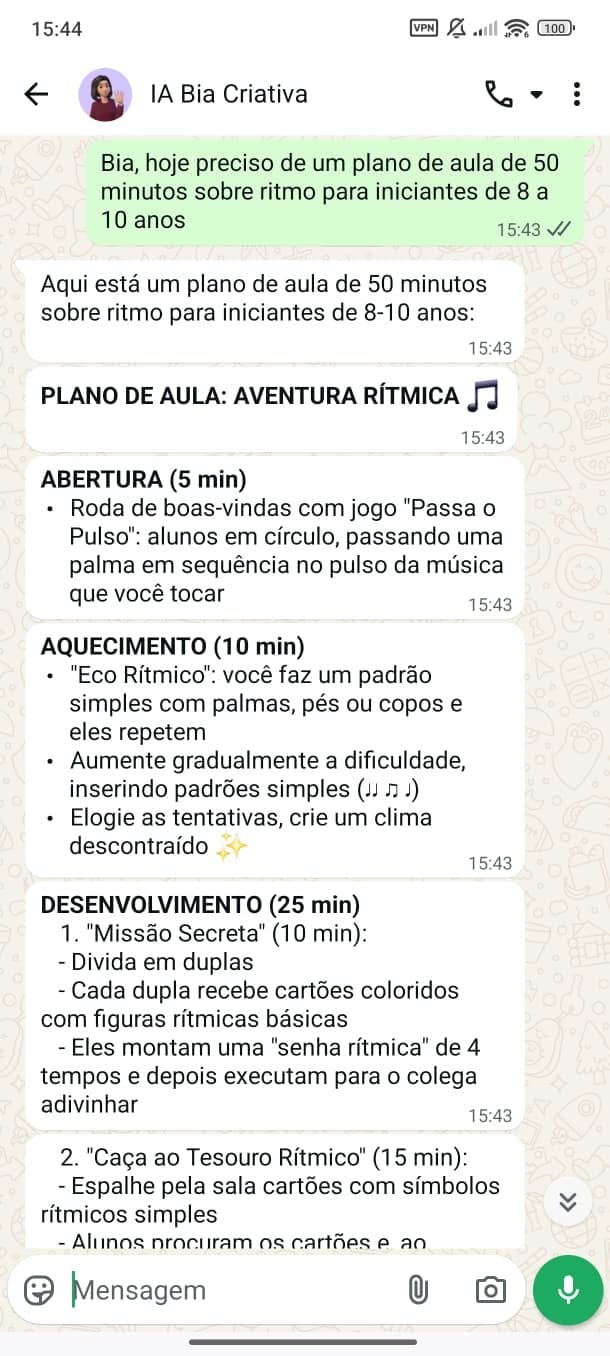 15:44
VPN
100
IA Bia Criativa
Bia, hoje preciso de um plano de aula de 50
minutos sobre ritmo para iniciantes de 8 a
10 anos
15:43
Aqui está um plano de aula de 50 minutos
sobre ritmo para iniciantes de 8-10 anos:
15:43
PLANO DE AULA: AVENTURA RÍTMICA 🎵
15:43
ABERTURA (5 min)
• Roda de boas-vindas com jogo "Passa o
Pulso": alunos em círculo, passando uma
palma em sequência no pulso da música
que você tocar
15:43
AQUECIMENTO (10 min)
• "Eco Rítmico": você faz um padrão
simples com palmas, pés ou copos e
eles repetem
• Aumente gradualmente a dificuldade,
inserindo padrões simples (♩♩ ♫ ♩)
• Elogie as tentativas, crie um clima
descontraído ✨
15:43
DESENVOLVIMENTO (25 min)
1. "Missão Secreta" (10 min):
- Divida em duplas
- Cada dupla recebe cartões coloridos
com figuras rítmicas básicas
- Eles montam uma "senha rítmica" de 4
tempos e depois executam para o colega
adivinhar
15:43
2. "Caça ao Tesouro Rítmico" (15 min):
- Espalhe pela sala cartões com símbolos
rítmicos simples
- Alunos procuram os cartões e, ao
Mensagem